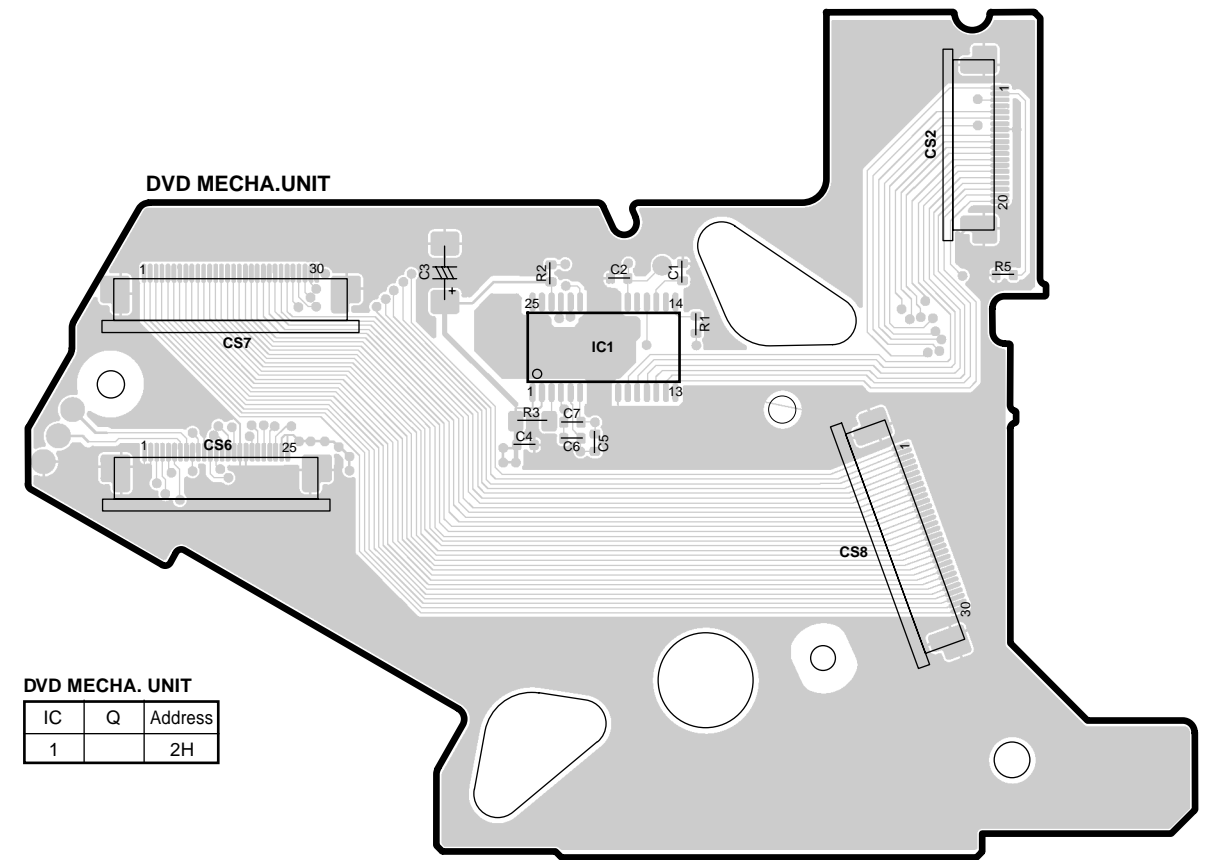 CS2
1
20
DVD MECHA.UNIT
1
30
CS7
C3
+
R2
C2
C1
R5
25
14
R1
IC1
1
13
R3
C7
C4
C6
C5
1
CS6
25
1
CS8
30
DVD MECHA. UNIT
IC Q Address
1 2H